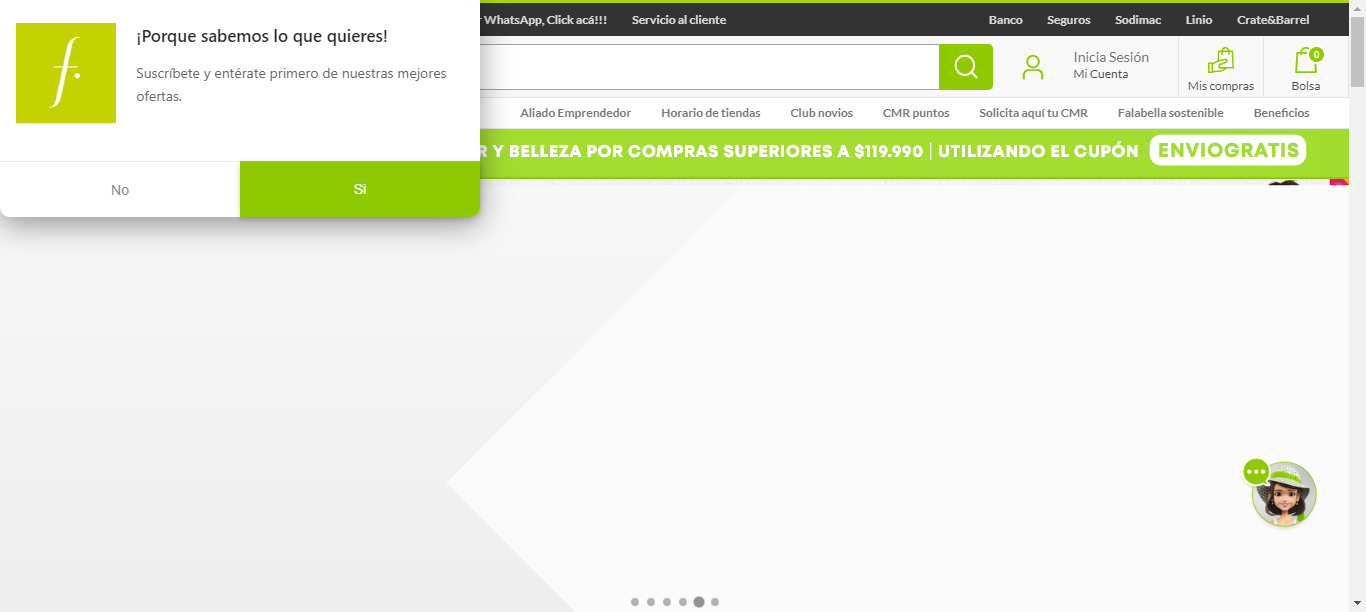 ¡Porque sabemos lo que quieres!
Suscríbete y entérate primero de nuestras mejores
ofertas.
No
Si
WhatsApp, Click acá!!!
Servicio al cliente
Banco
Seguros
Sodimac
Linio
Crate&Barrel
Inicia Sesión
Mi Cuenta
Mis compras
0
Bolsa
Aliado Emprendedor
Horario de tiendas
Club novios
CMR puntos
Solicita aquí tu CMR
Falabella sostenible
Beneficios
Y BELLEZA POR COMPRAS SUPERIORES A $119.990 | UTILIZANDO EL CUPÓN ENVIOGRATIS